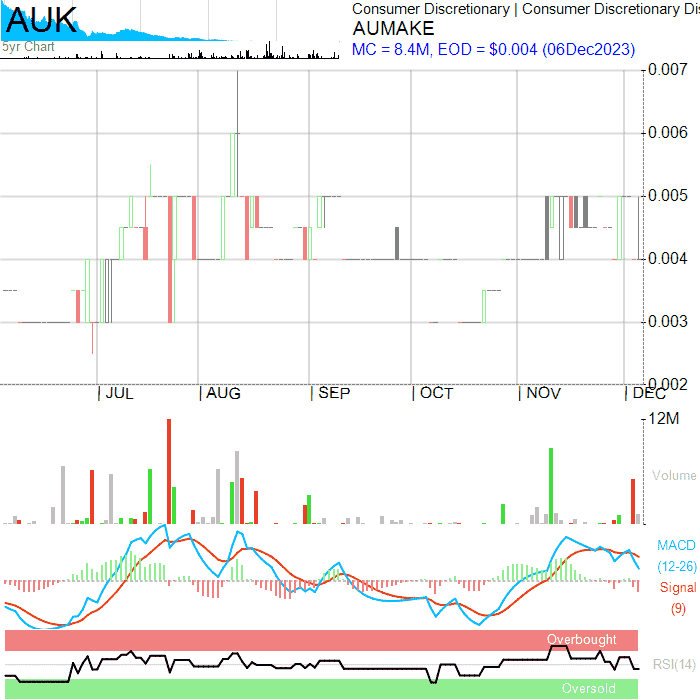 AUK
5yr Chart
Consumer Discretionary | Consumer Discretionary Dis
AUMAKE
MC = 8.4M, EOD = $0.004 (06Dec2023)
0.007
0.006
0.005
0.004
0.003
0.002
JUL AUG SEP OCT NOV DEC
12M
Volume
MACD
(12-26)
Signal
(9)
Overbought
RSI(14)
Oversold